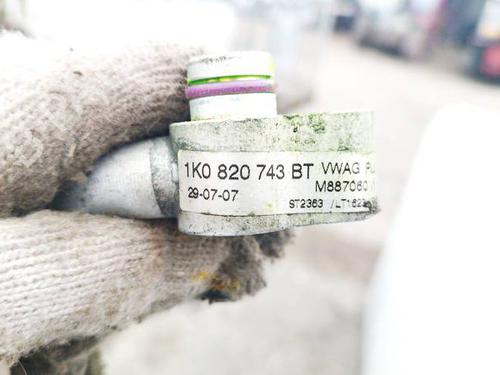 1K0 820 743 BT VWAG
29-07-07 M887060
ST2363 /LT1622